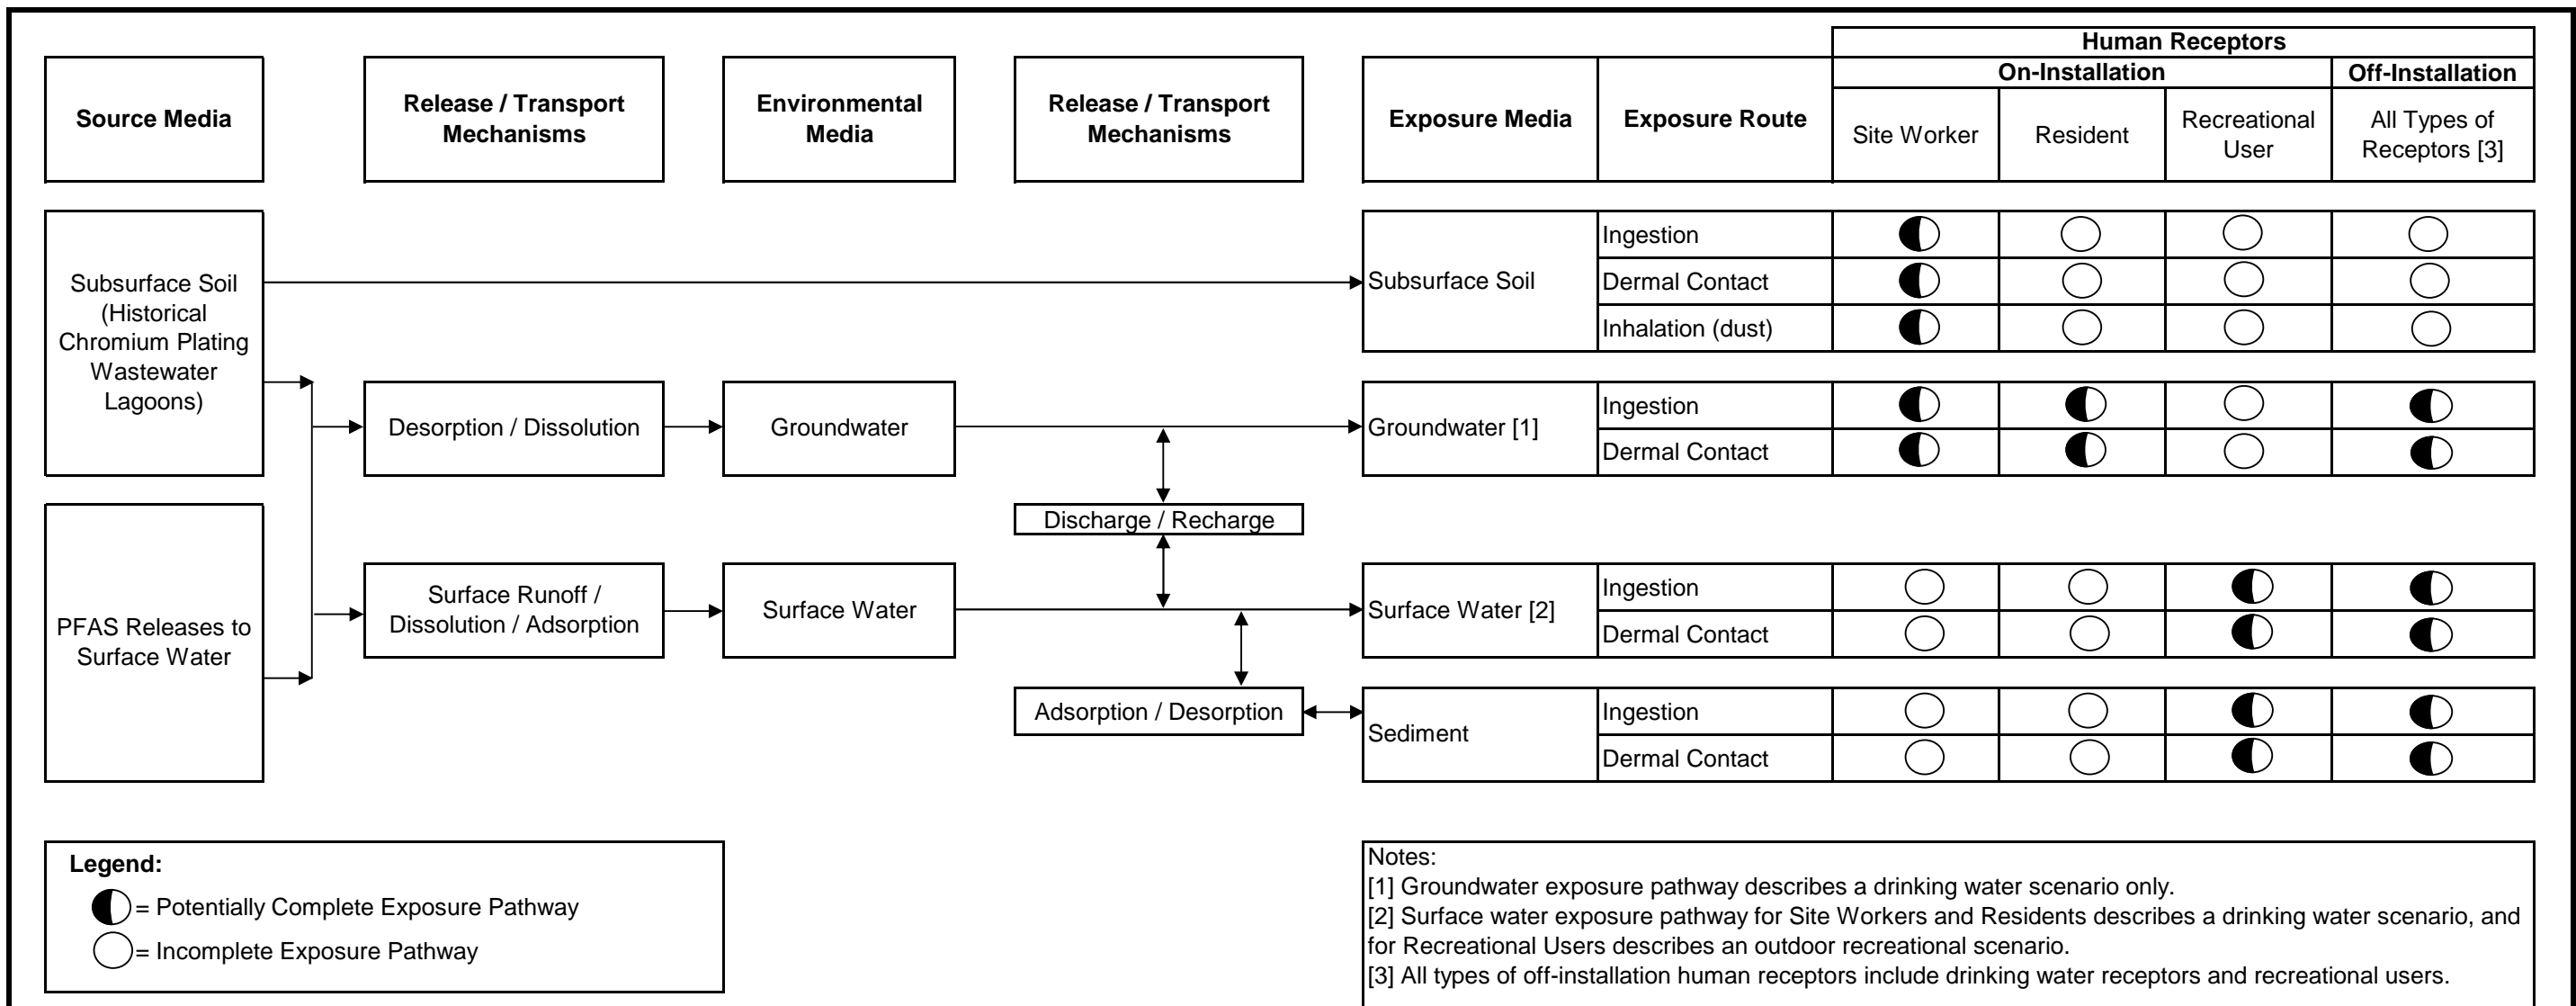 Human Receptors
On-Installation
Off-Installation
Source Media
Release / Transport
Mechanisms
Environmental
Media
Release / Transport
Mechanisms
Exposure Media
Exposure Route
Site Worker
Resident
Recreational
User
All Types of
Receptors [3]
Subsurface Soil
(Historical
Chromium Plating
Wastewater
Lagoons)
Subsurface Soil
Ingestion
Dermal Contact
Inhalation (dust)
Desorption / Dissolution
Groundwater
Groundwater [1]
Ingestion
Dermal Contact
Discharge / Recharge
PFAS Releases to
Surface Water
Surface Runoff /
Dissolution / Adsorption
Surface Water
Surface Water [2]
Ingestion
Dermal Contact
Adsorption / Desorption
Sediment
Ingestion
Dermal Contact
Legend:
= Potentially Complete Exposure Pathway
= Incomplete Exposure Pathway
Notes:
[1] Groundwater exposure pathway describes a drinking water scenario only.
[2] Surface water exposure pathway for Site Workers and Residents describes a drinking water scenario, and
for Recreational Users describes an outdoor recreational scenario.
[3] All types of off-installation human receptors include drinking water receptors and recreational users.